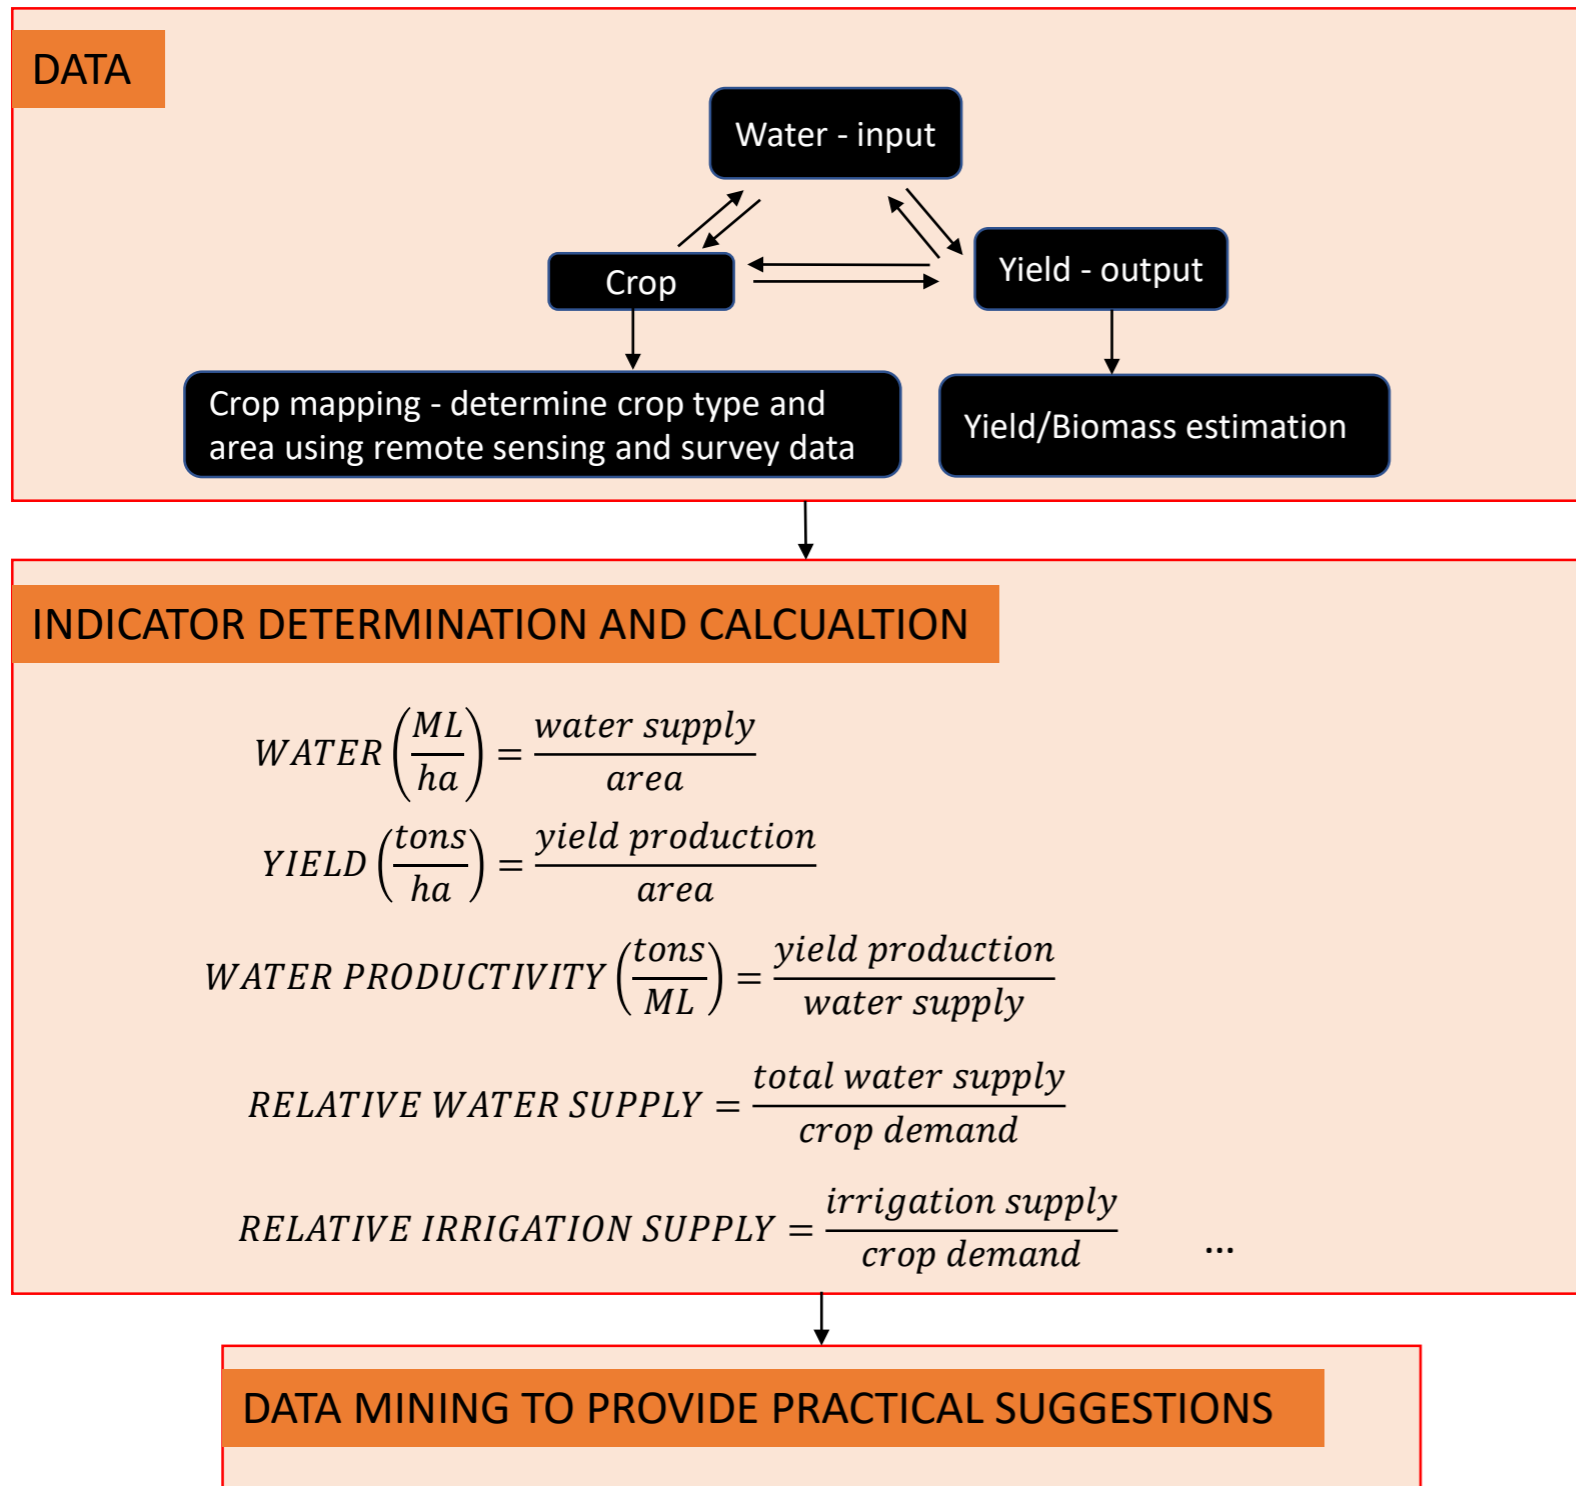 DATA
Water - input
Crop
Yield - output
Crop mapping - determine crop type and
area using remote sensing and survey data
Yield/Biomass estimation
INDICATOR DETERMINATION AND CALCUALTION
WATER (ML/ha) = water supply/area
YIELD (tons/ha) = yield production/area
WATER PRODUCTIVITY (tons/ML) = yield production/water supply
RELATIVE WATER SUPPLY = total water supply/crop demand
RELATIVE IRRIGATION SUPPLY = irrigation supply/crop demand ...
DATA MINING TO PROVIDE PRACTICAL SUGGESTIONS